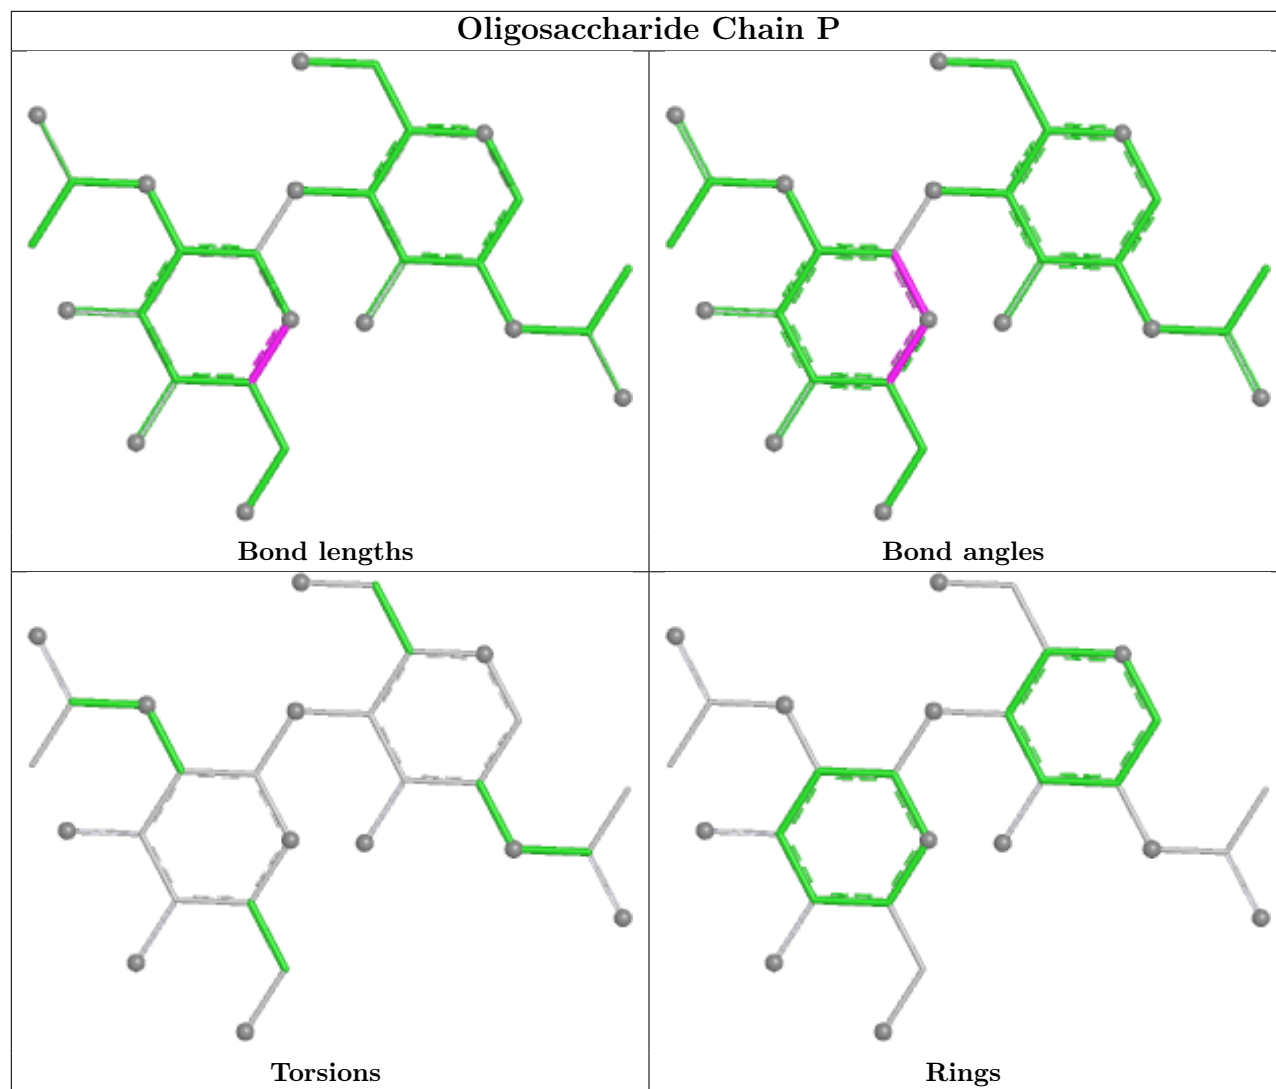 Oligosaccharide Chain P
Bond lengths
Bond angles
Torsions
Rings